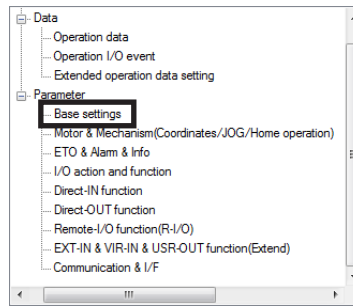 Data
Operation data
Operation I/O event
Extended operation data setting
Parameter
Base settings
Motor & Mechanism(Coordinates/JOG/Home operation)
ETO & Alarm & Info
I/O action and function
Direct-IN function
Direct-OUT function
Remote-I/O function(R-I/O)
EXT-IN & VIR-IN & USR-OUT function(Extend)
Communication & I/F